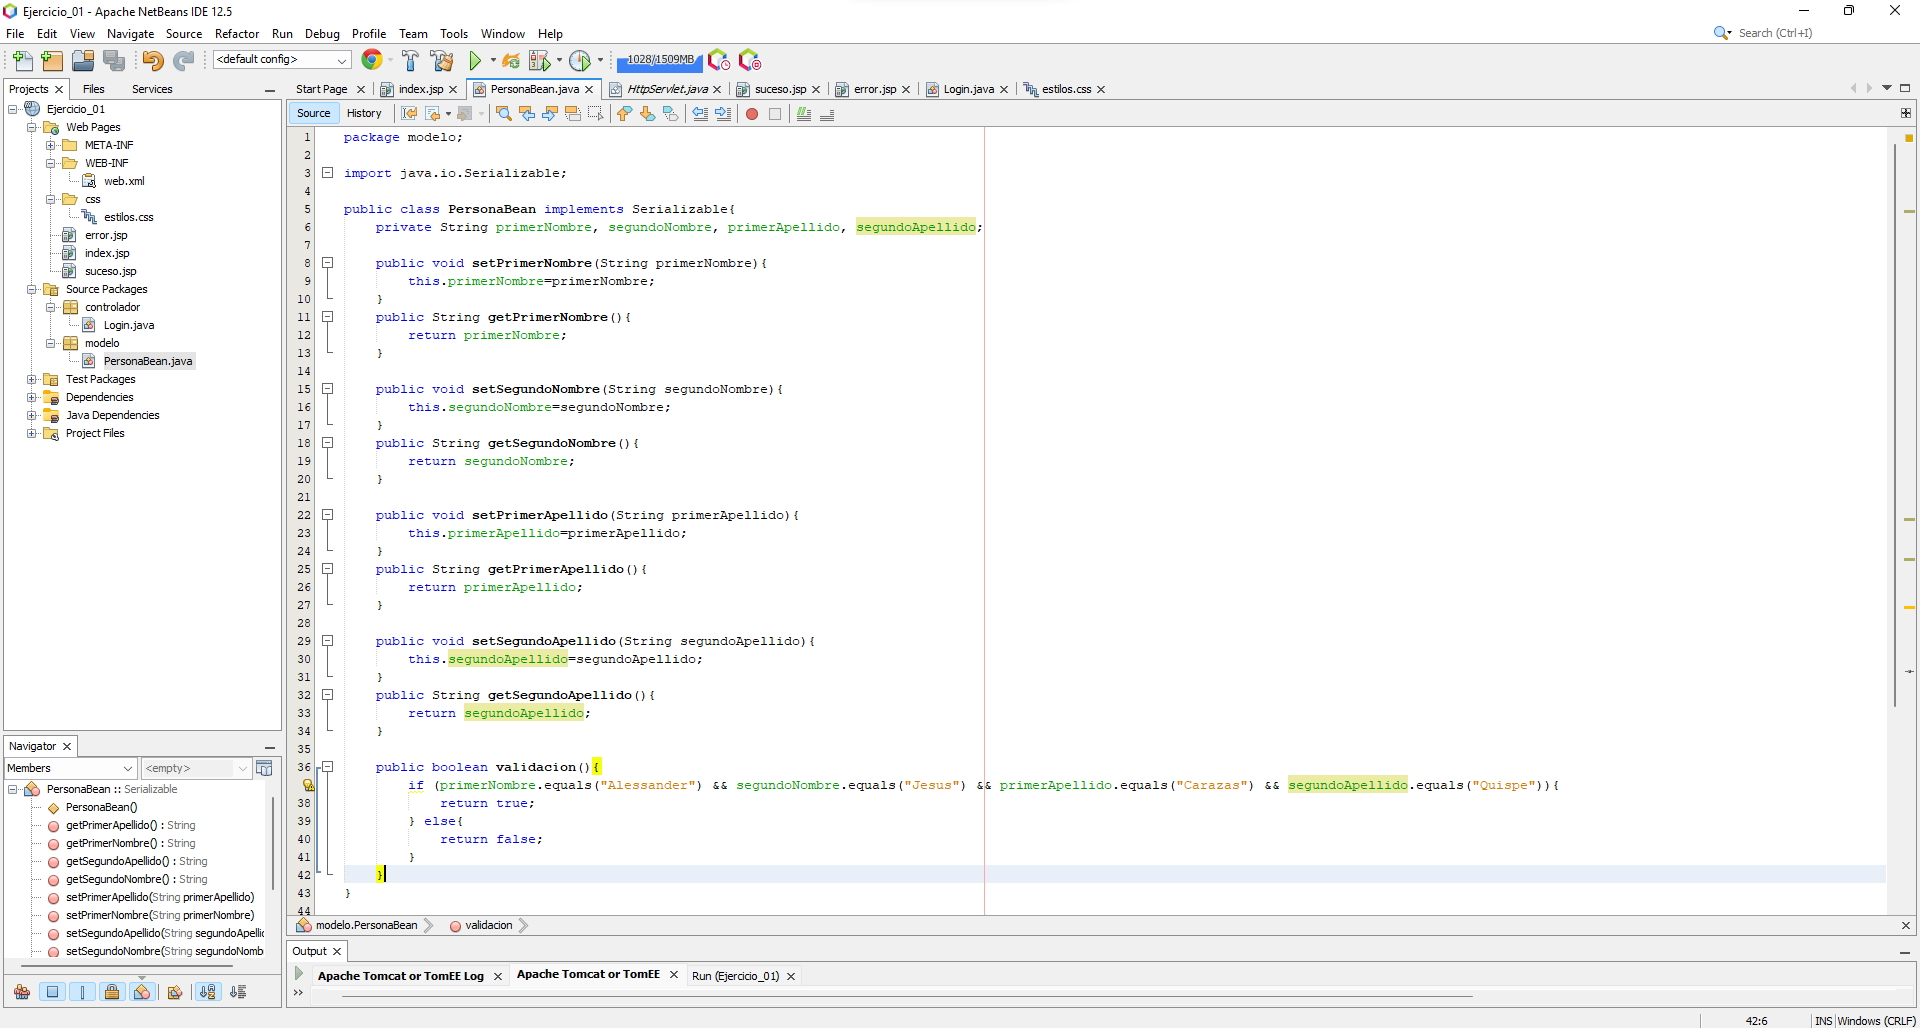 Ejercicio_01 - Apache NetBeans IDE 12.5
File Edit View Navigate Source Refactor Run Debug Profile Team Tools Window Help
Search (Ctrl+I)
<default config>
1028/1509MB
Projects Files Services
Ejercicio_01
Web Pages
META-INF
WEB-INF
web.xml
css
estilos.css
error.jsp
index.jsp
suceso.jsp
Source Packages
controlador
Login.java
modelo
PersonaBean.java
Test Packages
Dependencies
Java Dependencies
Project Files
Navigator
Members <empty>
PersonaBean :: Serializable
PersonaBean()
getPrimerApellido() : String
getPrimerNombre() : String
getSegundoApellido() : String
getSegundoNombre() : String
setPrimerApellido(String primerApellido)
setPrimerNombre(String primerNombre)
setSegundoApellido(String segundoApellid
setSegundoNombre(String segundoNomb
Start Page index.jsp PersonaBean.java HttpServlet.java suceso.jsp error.jsp Login.java estilos.css
Source History
1 package modelo;
2
3 import java.io.Serializable;
4
5 public class PersonaBean implements Serializable{
6 private String primerNombre, segundoNombre, primerApellido, segundoApellido;
7
8 public void setPrimerNombre(String primerNombre){
9 this.primerNombre=primerNombre;
10 }
11 public String getPrimerNombre(){
12 return primerNombre;
13 }
14
15 public void setSegundoNombre(String segundoNombre){
16 this.segundoNombre=segundoNombre;
17 }
18 public String getSegundoNombre(){
19 return segundoNombre;
20 }
21
22 public void setPrimerApellido(String primerApellido){
23 this.primerApellido=primerApellido;
24 }
25 public String getPrimerApellido(){
26 return primerApellido;
27 }
28
29 public void setSegundoApellido(String segundoApellido){
30 this.segundoApellido=segundoApellido;
31 }
32 public String getSegundoApellido(){
33 return segundoApellido;
34 }
35
36 public boolean validacion(){
if (primerNombre.equals("Alessander") && segundoNombre.equals("Jesus") && primerApellido.equals("Carazas") && segundoApellido.equals("Quispe")){
38 return true;
39 } else{
40 return false;
41 }
42 }
43 }
44
modelo.PersonaBean validacion
Output
Apache Tomcat or TomEE Log Apache Tomcat or TomEE Run (Ejercicio_01)
42:6 INS Windows (CRLF)